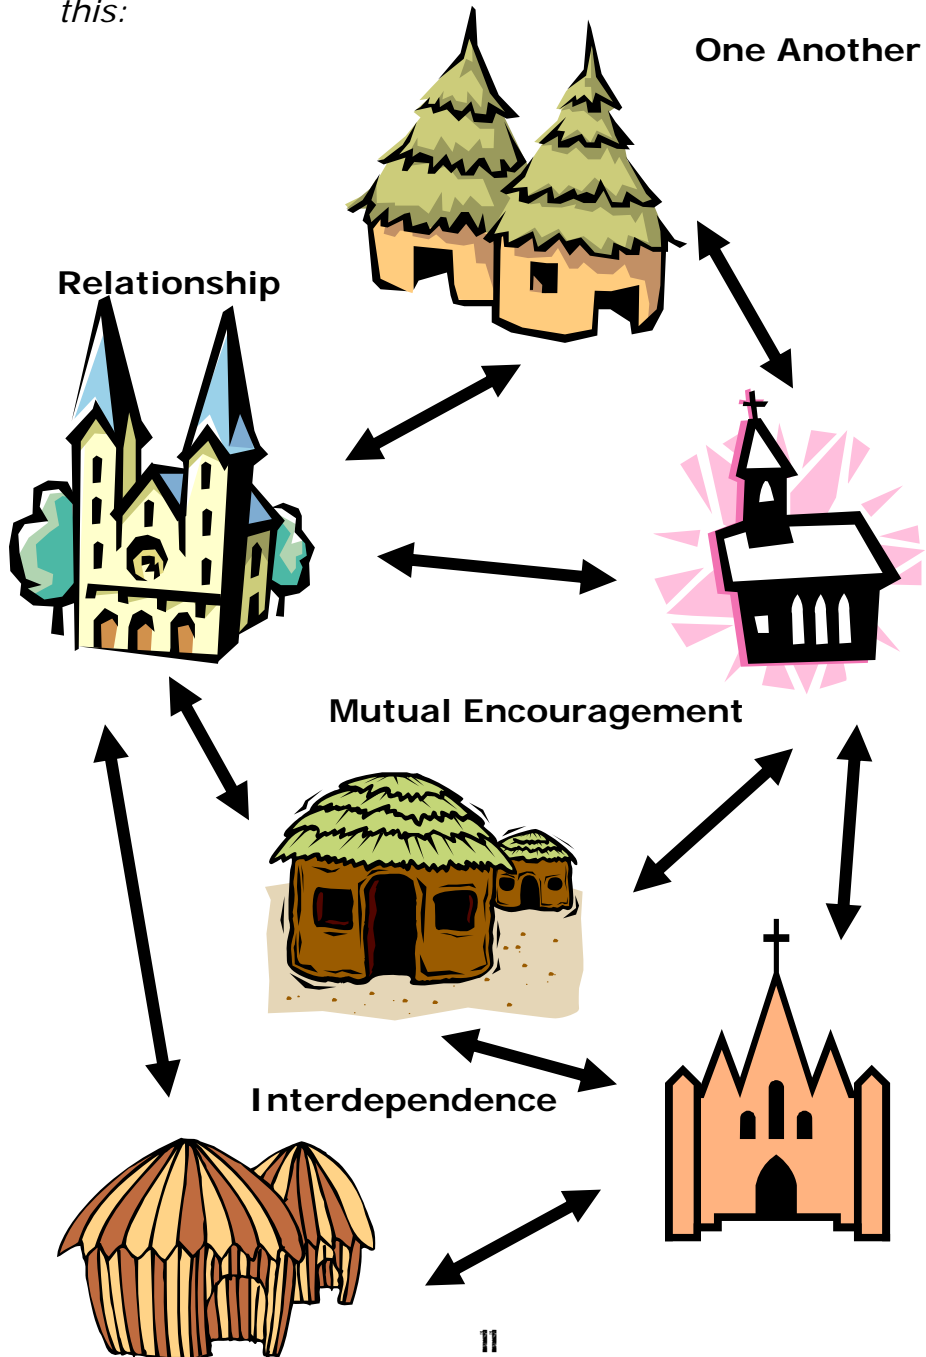 this:
One Another
Relationship
Mutual Encouragement
Interdependence
11